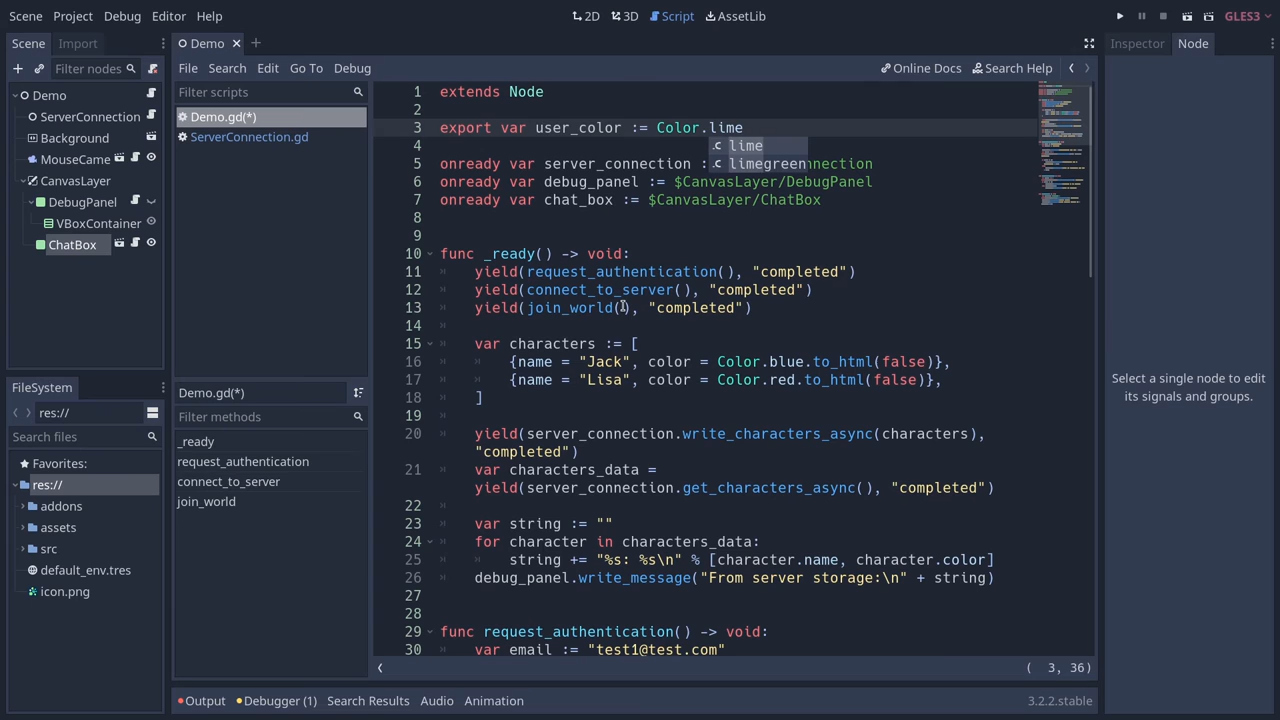 Scene Project Debug Editor Help
2D 3D Script AssetLib
GLES3
Scene Import
Filter nodes
Demo
ServerConnection
Background
MouseCame
CanvasLayer
DebugPanel
VBoxContainer
ChatBox
FileSystem
res://
Search files
Favorites:
res://
addons
assets
src
default_env.tres
icon.png
Demo
File Search Edit Go To Debug
Online Docs Search Help
Filter scripts
Demo.gd(*)
ServerConnection.gd
Demo.gd(*)
Filter methods
_ready
request_authentication
connect_to_server
join_world
1 extends Node
2
3 export var user_color := Color.lime
4 lime
limegreen
5 onready var server_connection : nnection
6 onready var debug_panel := $CanvasLayer/DebugPanel
7 onready var chat_box := $CanvasLayer/ChatBox
8
9
10 func _ready() -> void:
11 yield(request_authentication(), "completed")
12 yield(connect_to_server(), "completed")
13 yield(join_world(), "completed")
14
15 var characters := [
16 {name = "Jack", color = Color.blue.to_html(false)},
17 {name = "Lisa", color = Color.red.to_html(false)},
18 ]
19
20 yield(server_connection.write_characters_async(characters),
"completed")
21 var characters_data =
yield(server_connection.get_characters_async(), "completed")
22
23 var string := ""
24 for character in characters_data:
25 string += "%s: %s\n" % [character.name, character.color]
26 debug_panel.write_message("From server storage:\n" + string)
27
28
29 func request_authentication() -> void:
30 var email := "test1@test.com"
( 3, 36)
Output Debugger (1) Search Results Audio Animation
3.2.2.stable
Inspector Node
Select a single node to edit
its signals and groups.